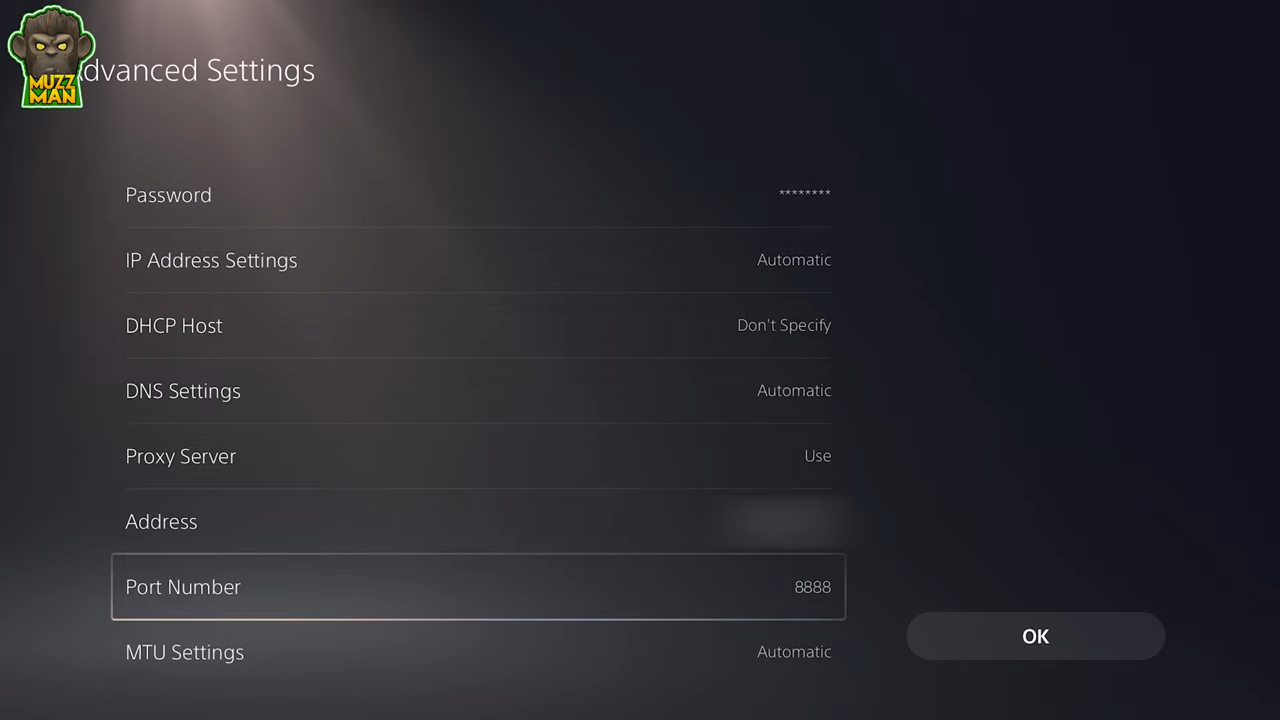 MUZZ
MAN
dvanced Settings
Password ********
IP Address Settings Automatic
DHCP Host Don't Specify
DNS Settings Automatic
Proxy Server Use
Address
Port Number 8888
MTU Settings Automatic
OK